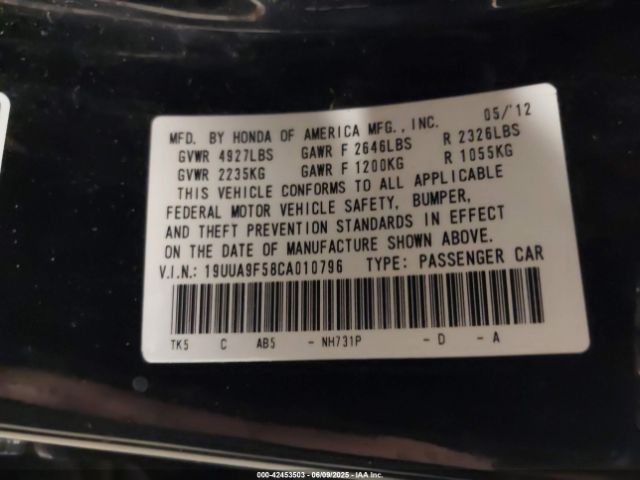 MFD. BY HONDA OF AMERICA MFG., INC. 05/'12
GVWR 4927LBS GAWR F 2646LBS R 2326LBS
GVWR 2235KG GAWR F 1200KG R 1055KG
THIS VEHICLE CONFORMS TO ALL APPLICABLE
FEDERAL MOTOR VEHICLE SAFETY, BUMPER,
AND THEFT PREVENTION STANDARDS IN EFFECT
ON THE DATE OF MANUFACTURE SHOWN ABOVE.
V.I.N.: 19UUA9F58CA010796 TYPE: PASSENGER CAR
TK5 C AB5 - NH731P - D - A
000-42453503 - 06/09/2025 - IAA Inc.